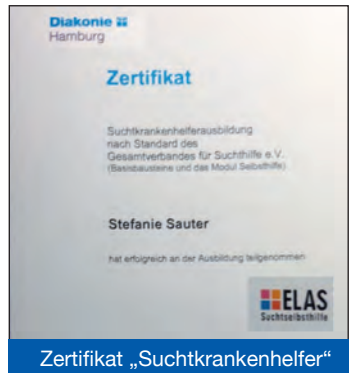 Diakonie
Hamburg
Zertifikat
Suchtkrankenhelferausbildung
nach Standard des
Gesamtverbandes für Suchthilfe e.V.
(Basisbausteine und das Modul Selbsthilfe)
Stefanie Sauter
hat erfolgreich an der Ausbildung teilgenommen
ELAS
Suchtselbsthilfe
Zertifikat „Suchtkrankenhelfer“